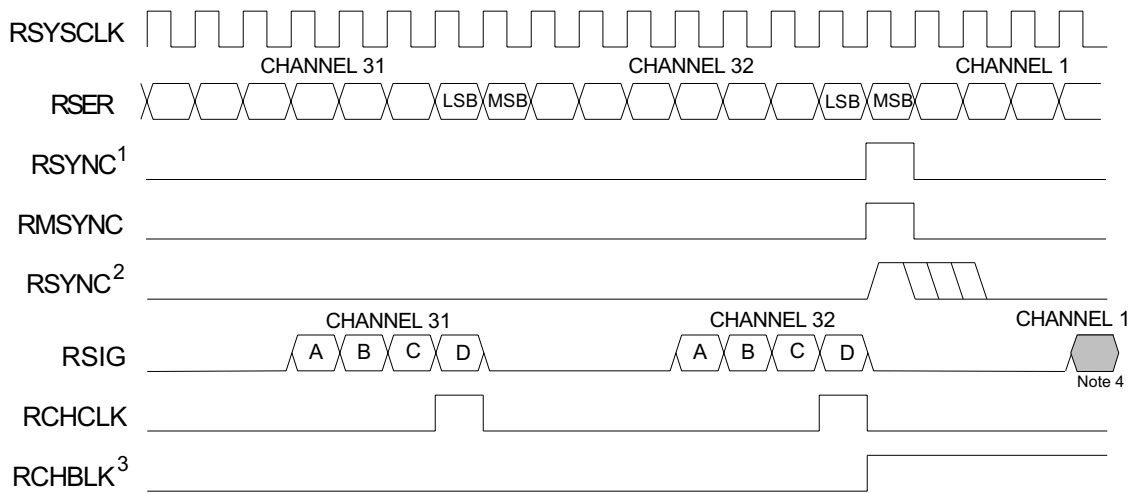 RSYSCLK
CHANNEL 31 CHANNEL 32 CHANNEL 1
RSER LSB MSB LSB MSB
RSYNC1
RMSYNC
RSYNC2
CHANNEL 31 CHANNEL 32 CHANNEL 1
RSIG A B C D A B C D
Note 4
RCHCLK
RCHBLK3